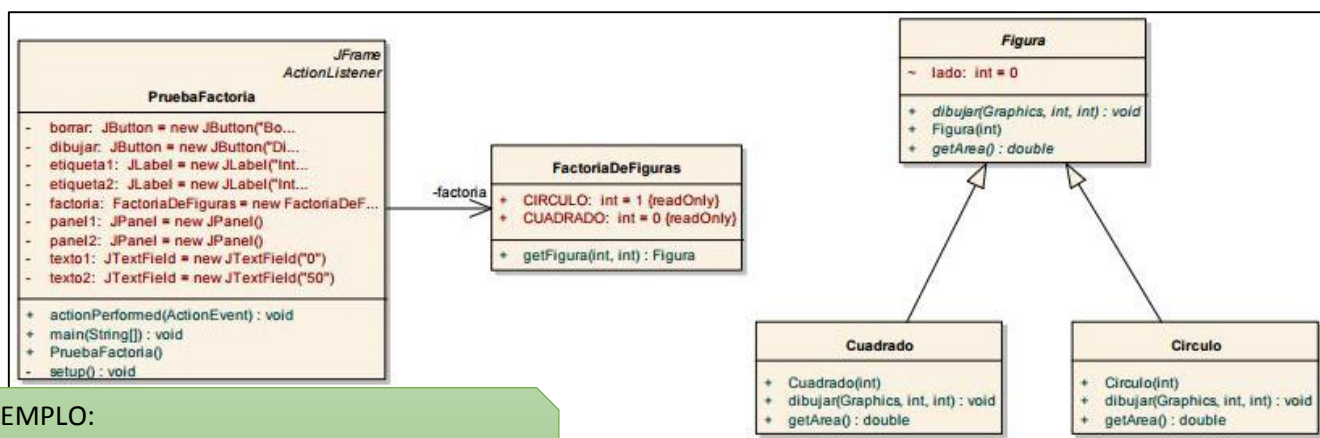 JFrame
ActionListener
PruebaFactoria
- borrar: JButton = new JButton("Bo...
- dibujar: JButton = new JButton("Di...
- etiqueta1: JLabel = new JLabel("Int...
- etiqueta2: JLabel = new JLabel("Int...
- factoria: FactoriaDeFiguras = new FactoriaDeF...
- panel1: JPanel = new JPanel()
- panel2: JPanel = new JPanel()
- texto1: JTextField = new JTextField("0")
- texto2: JTextField = new JTextField("50")
+ actionPerformed(ActionEvent) : void
+ main(String[]) : void
+ PruebaFactoria()
- setup() : void
-factoria
FactoriaDeFiguras
+ CIRCULO: int = 1 {readOnly}
+ CUADRADO: int = 0 {readOnly}
+ getFigura(int, int) : Figura
Figura
~ lado: int = 0
+ dibujar(Graphics, int, int) : void
+ Figura(int)
+ getArea() : double
Cuadrado
+ Cuadrado(int)
+ dibujar(Graphics, int, int) : void
+ getArea() : double
Circulo
+ Circulo(int)
+ dibujar(Graphics, int, int) : void
+ getArea() : double
EMPLO: